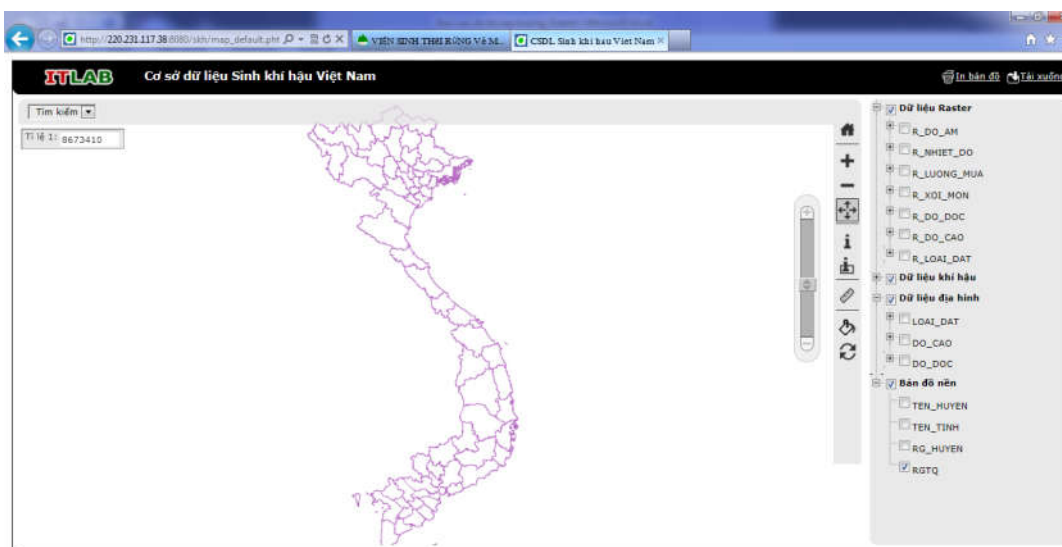 http://220.231.117.38:8080/skh/map_default.pht
VIỆN SINH THÁI RỪNG VÀ M...
CSDL Sinh khí hậu Việt Nam
ITLAB
Cơ sở dữ liệu Sinh khí hậu Việt Nam
In bản đồ
Tải xuống
Tìm kiếm
Tỉ lệ 1: 8673410
Dữ liệu Raster
R_DO_AM
R_NHIET_DO
R_LUONG_MUA
R_XOI_MON
R_DO_DOC
R_DO_CAO
R_LOAI_DAT
Dữ liệu khí hậu
Dữ liệu địa hình
LOAI_DAT
DO_CAO
DO_DOC
Bản đồ nền
TEN_HUYEN
TEN_TINH
RG_HUYEN
RGTQ